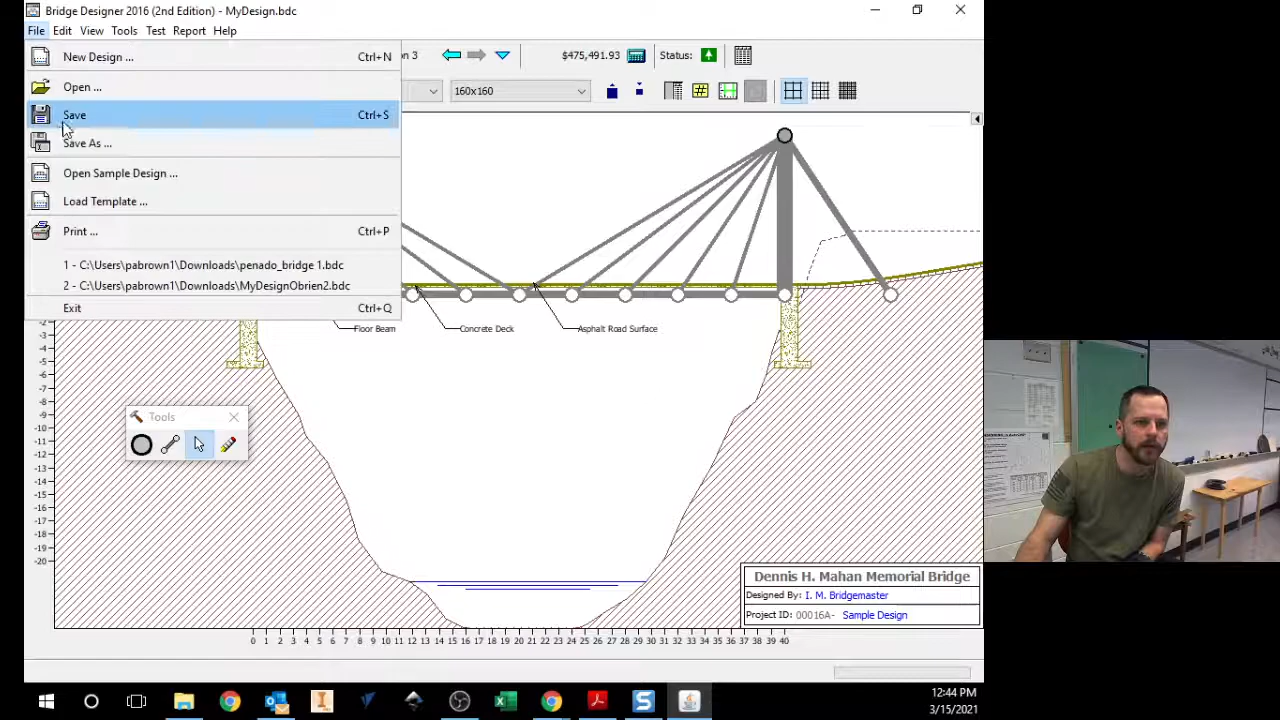 Bridge Designer 2016 (2nd Edition) - MyDesign.bdc
File Edit View Tools Test Report Help
New Design ... Ctrl+N
on 3 $475,491.93 Status:
Open ...
160x160
Save Ctrl+S
Save As ...
Open Sample Design ...
Load Template ...
Print ... Ctrl+P
1 - C:\Users\pabrown1\Downloads\penado_bridge 1.bdc
2 - C:\Users\pabrown1\Downloads\MyDesignObrien2.bdc
Exit Ctrl+Q
Floor Beam Concrete Deck Asphalt Road Surface
-2
-3
-4
-5
-6
-7
-8
-9
-10
-11
-12
-13
-14
-15
-16
-17
-18
-19
-20
Tools
Dennis H. Mahan Memorial Bridge
Designed By: I. M. Bridgemaster
Project ID: 00016A- Sample Design
0 1 2 3 4 5 6 7 8 9 10 11 12 13 14 15 16 17 18 19 20 21 22 23 24 25 26 27 28 29 30 31 32 33 34 35 36 37 38 39 40
12:44 PM
3/15/2021